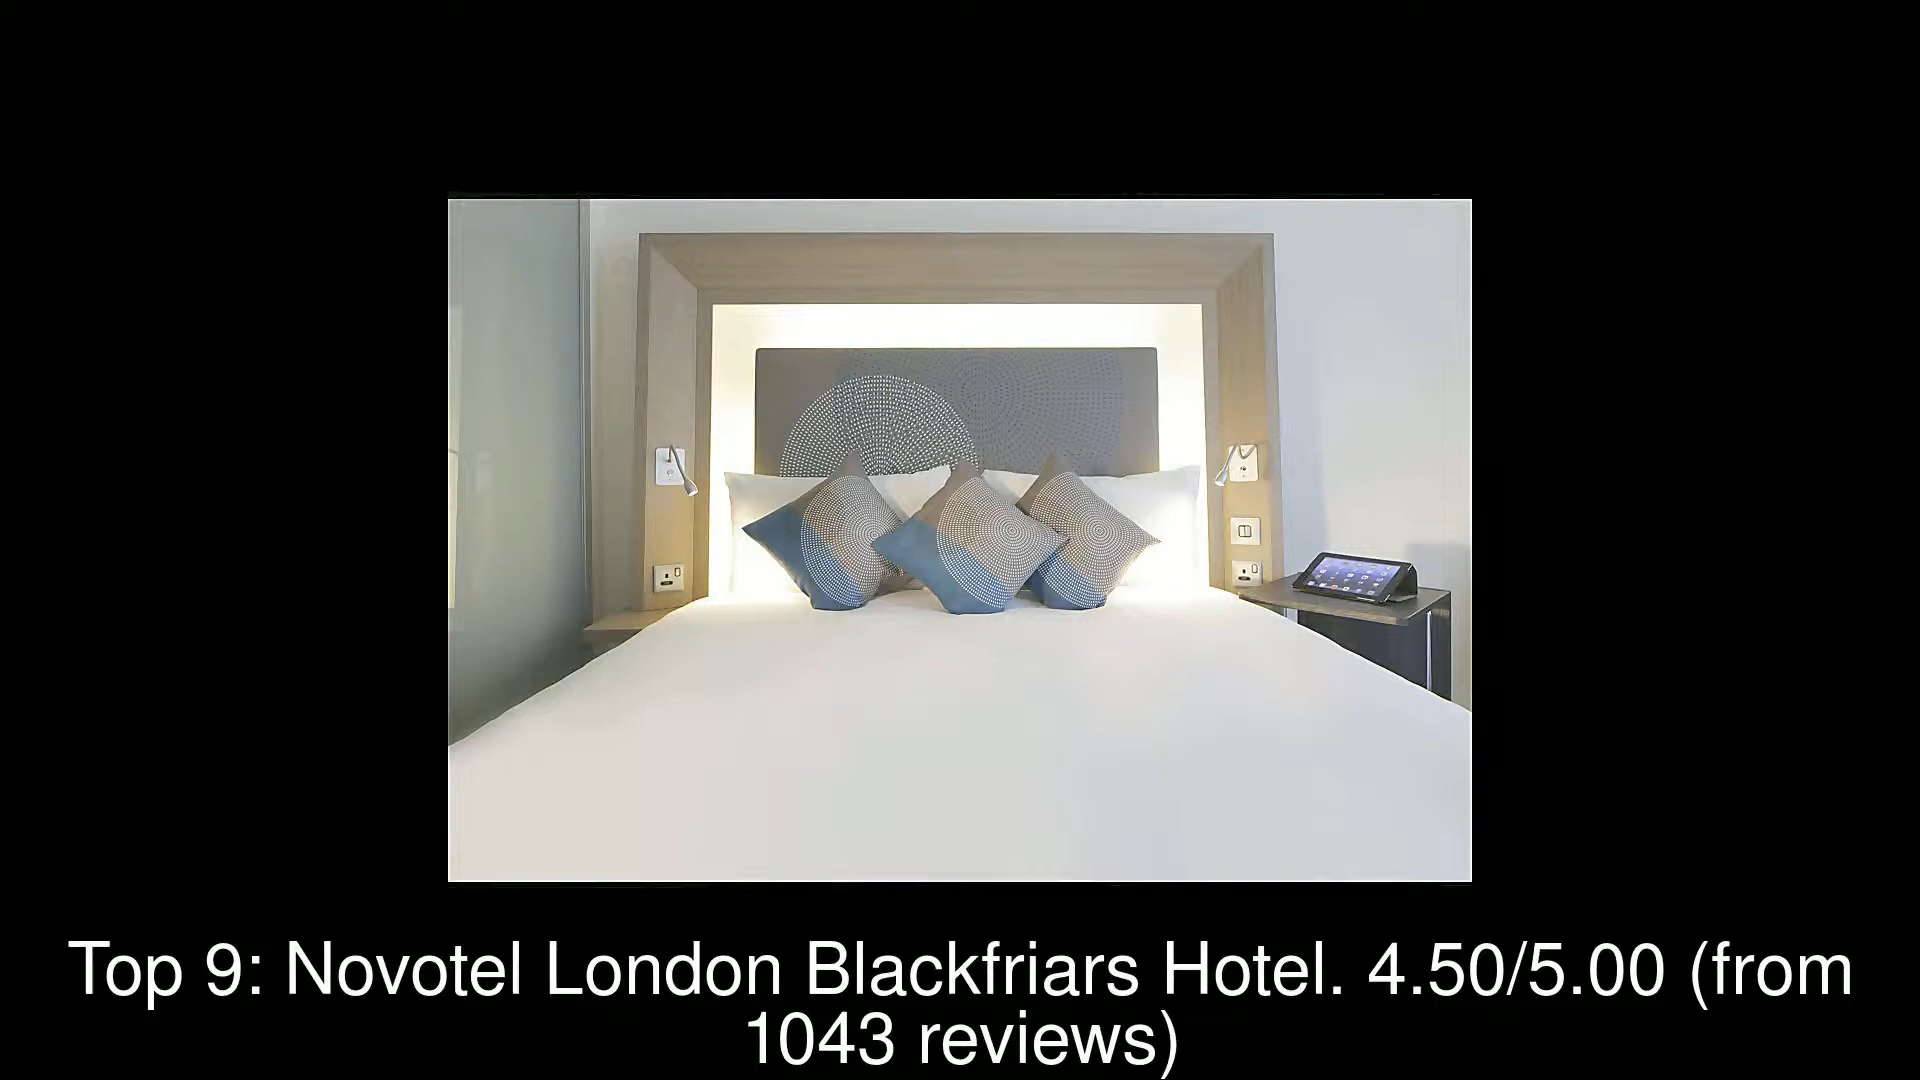 Top 9: Novotel London Blackfriars Hotel. 4.50/5.00 (from
1043 reviews)